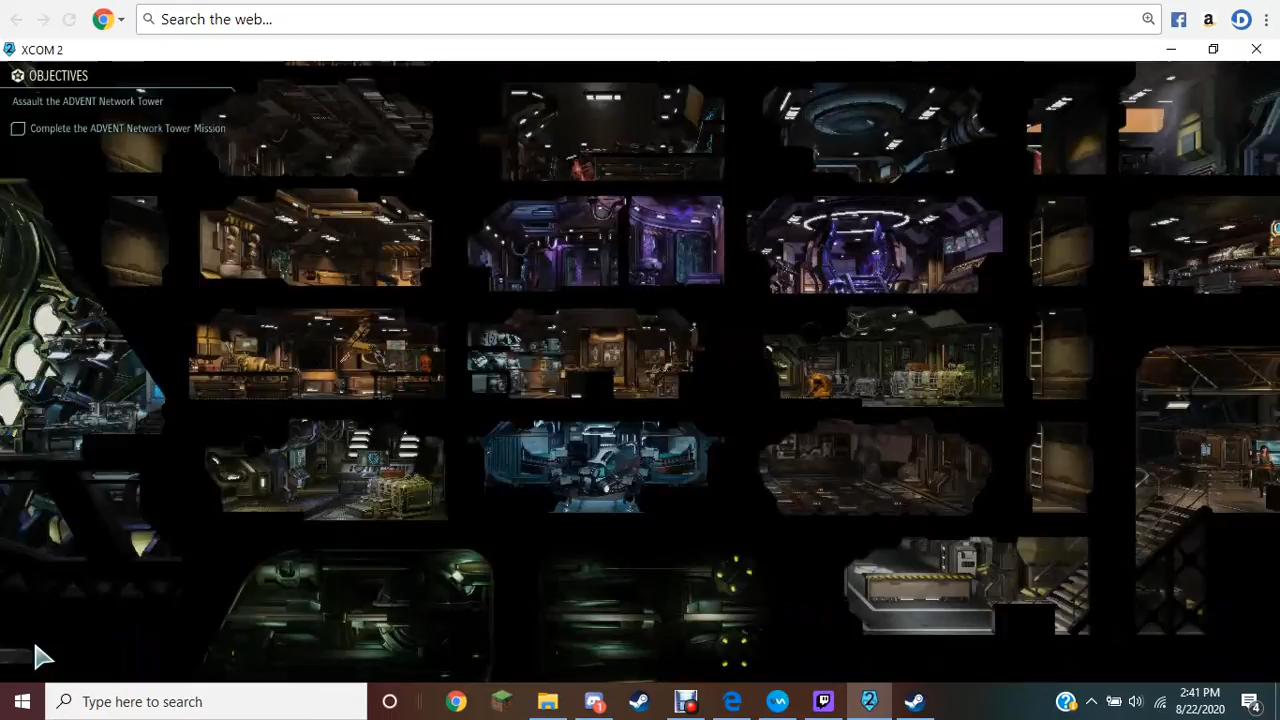 Search the web...
XCOM 2
OBJECTIVES
Assault the ADVENT Network Tower
Complete the ADVENT Network Tower Mission
Type here to search
2:41 PM
8/22/2020